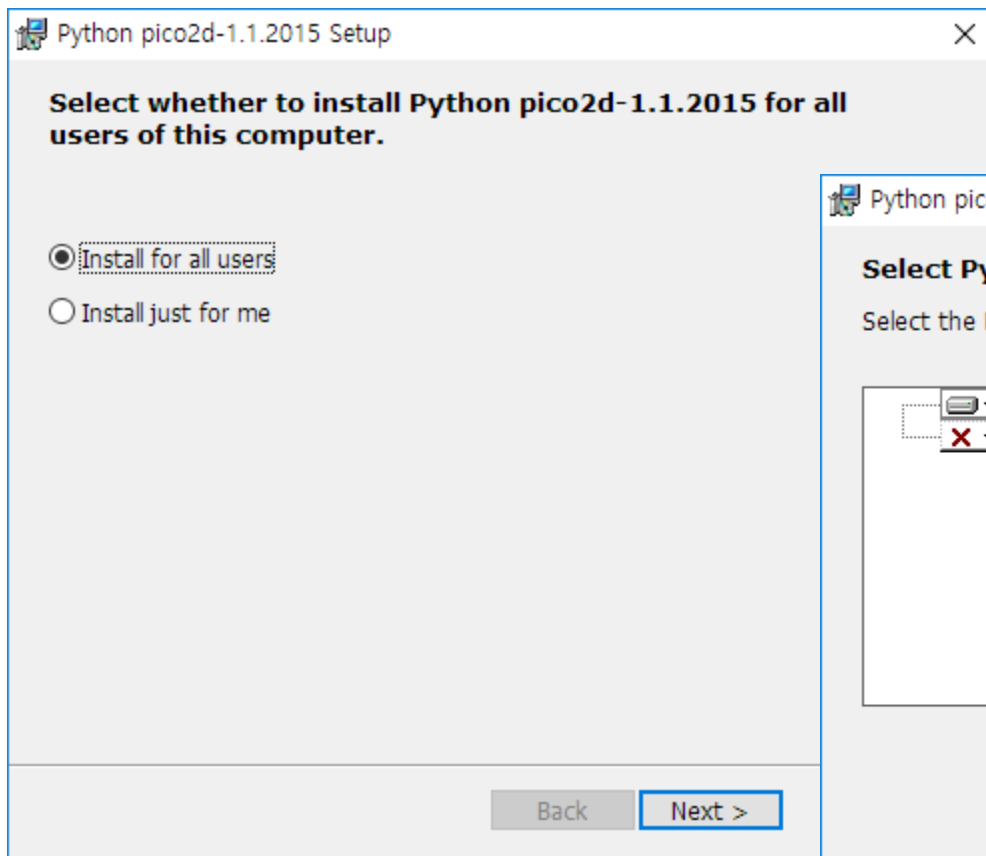 Python pico2d-1.1.2015 Setup
Select whether to install Python pico2d-1.1.2015 for all
users of this computer.
Install for all users
Install just for me
Back
Next >
Python pic
Select Py
Select the